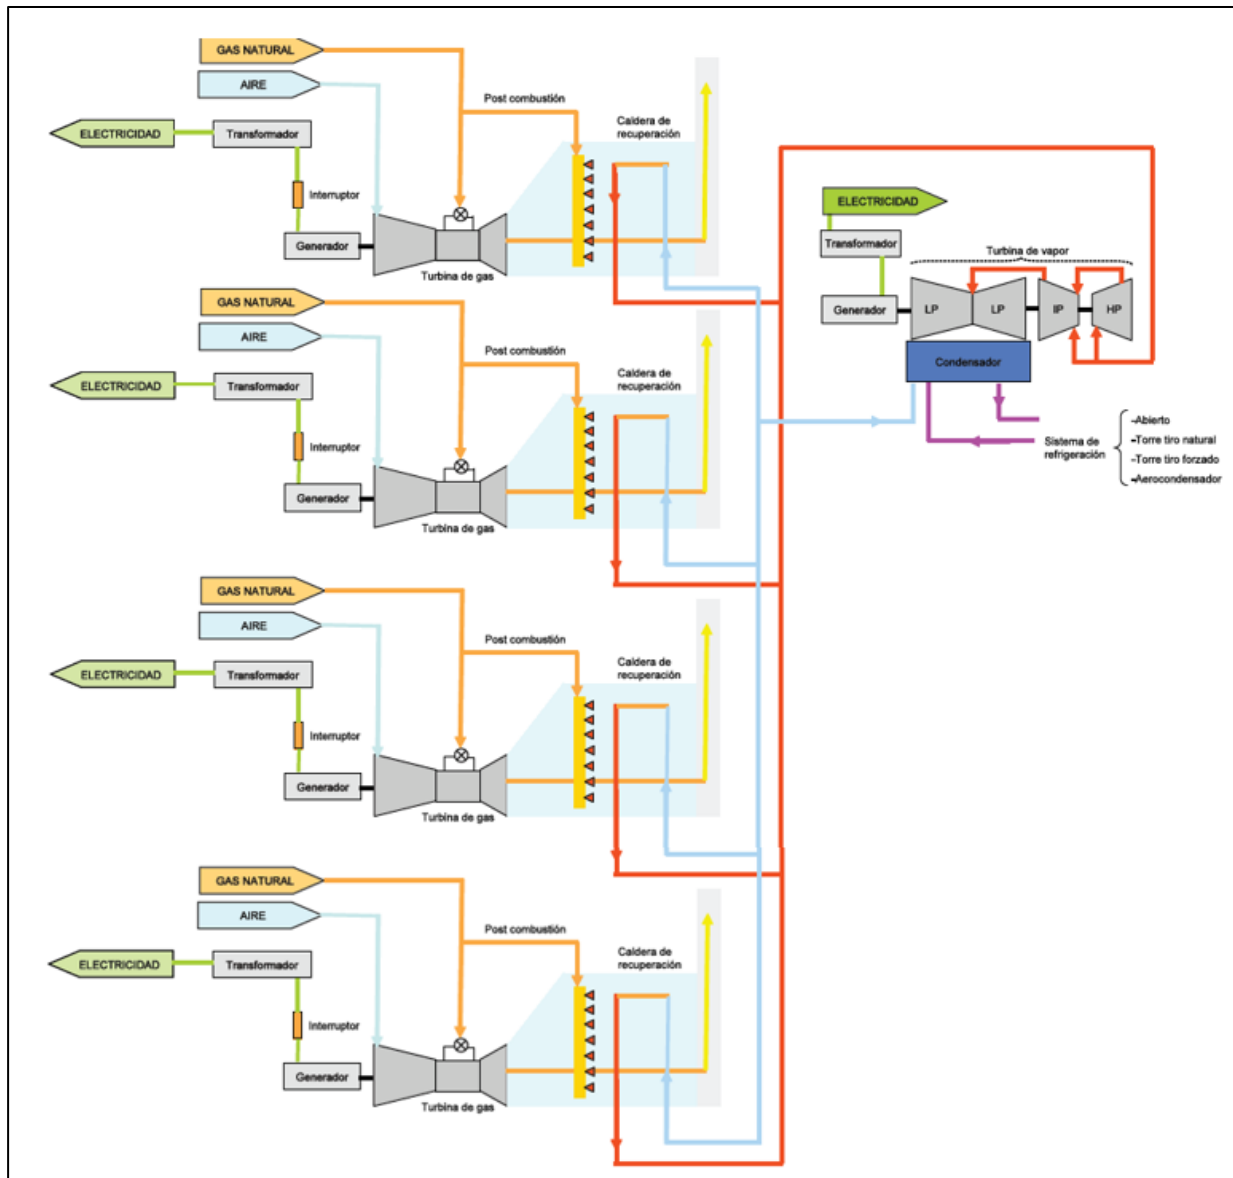 GAS NATURAL
AIRE
Post combustión
Caldera de
recuperación
ELECTRICIDAD
Transformador
Interruptor
Generador
Turbina de gas
GAS NATURAL
AIRE
Post combustión
Caldera de
recuperación
ELECTRICIDAD
Transformador
Interruptor
Generador
Turbina de gas
GAS NATURAL
AIRE
Post combustión
Caldera de
recuperación
ELECTRICIDAD
Transformador
Interruptor
Generador
Turbina de gas
GAS NATURAL
AIRE
Post combustión
Caldera de
recuperación
ELECTRICIDAD
Transformador
Interruptor
Generador
Turbina de gas
ELECTRICIDAD
Transformador
Turbina de vapor
Generador
LP
LP
IP
HP
Condensador
Sistema de
refrigeración
-Abierto
-Torre tiro natural
-Torre tiro forzado
-Aerocondensador